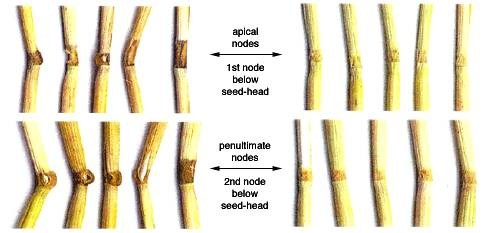 apical
nodes
1st node
below
seed-head
penultimate
nodes
2nd node
below
seed-head